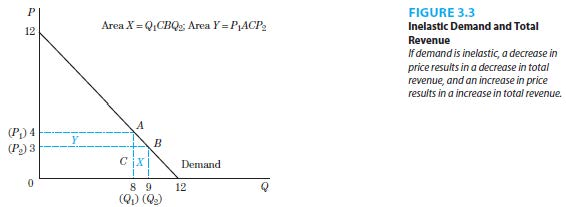 P
12
Area X = Q₁CBQ₂; Area Y = P₁ACP₂
(P₁) 4
(P₂) 3
Y
A
B
C
X
Demand
0
8 9 12 Q
(Q₁) (Q₂)
FIGURE 3.3
Inelastic Demand and Total
Revenue
If demand is inelastic, a decrease in
price results in a decrease in total
revenue, and an increase in price
results in a increase in total revenue.